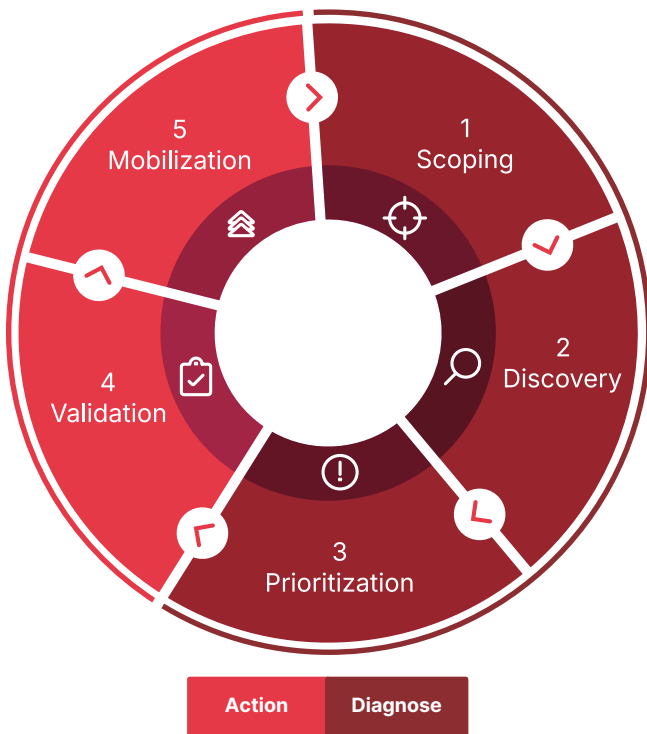 1
Scoping
2
Discovery
3
Prioritization
4
Validation
5
Mobilization
Action
Diagnose